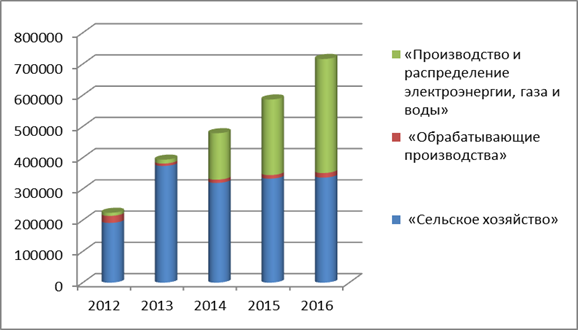 800000
700000
600000
500000
400000
300000
200000
100000
0
2012 2013 2014 2015 2016
«Производство и
распределение
электроэнергии, газа и
воды»
«Обрабатывающие
производства»
«Сельское хозяйство»